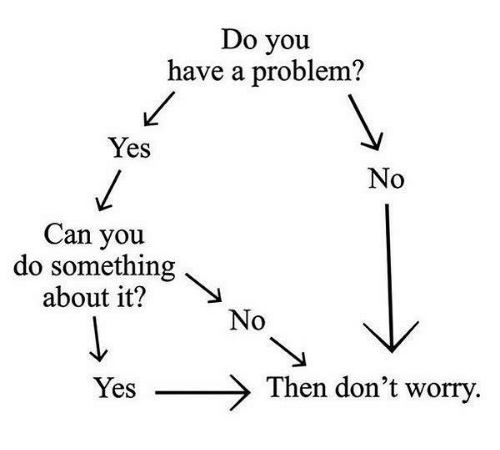 Do you
have a problem?
Yes
No
Can you
do something
about it?
No
Yes
Then don't worry.